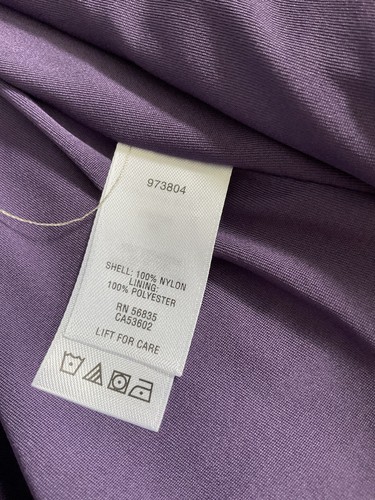 973804
SHELL: 100% NYLON
LINING:
100% POLYESTER
RN 56835
CA53602
LIFT FOR CARE